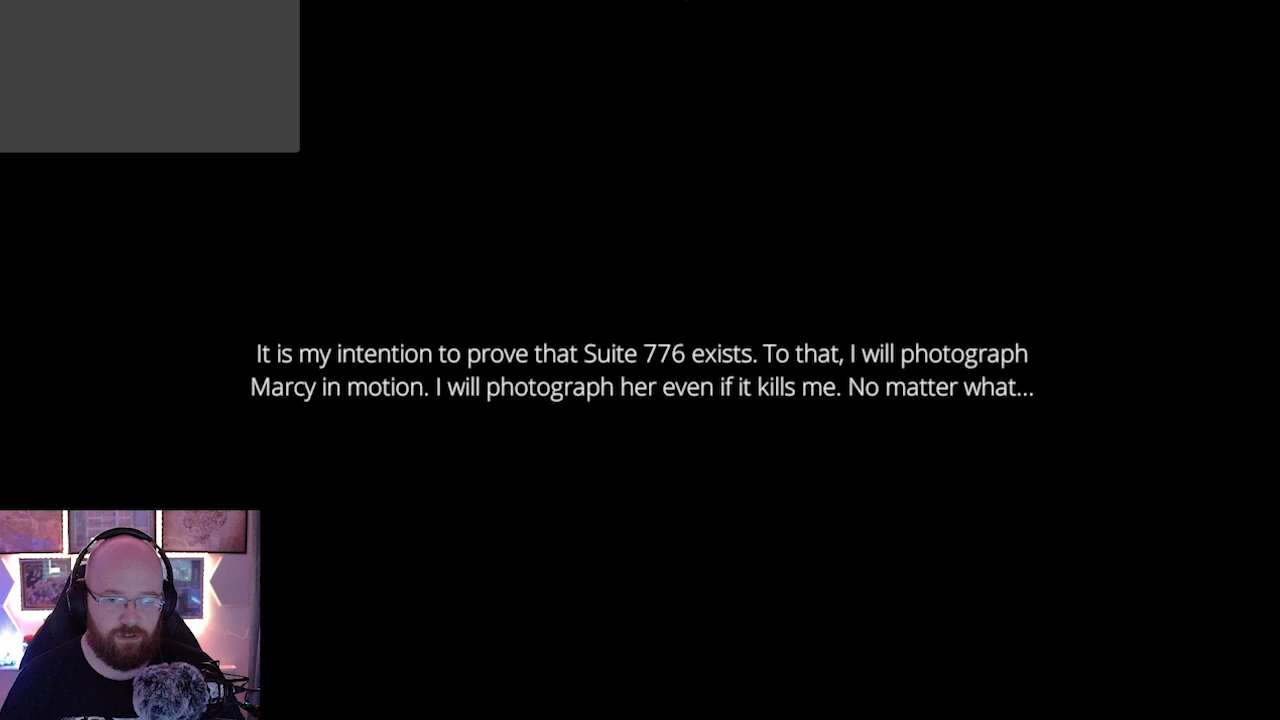 It is my intention to prove that Suite 776 exists. To that, I will photograph
Marcy in motion. I will photograph her even if it kills me. No matter what...